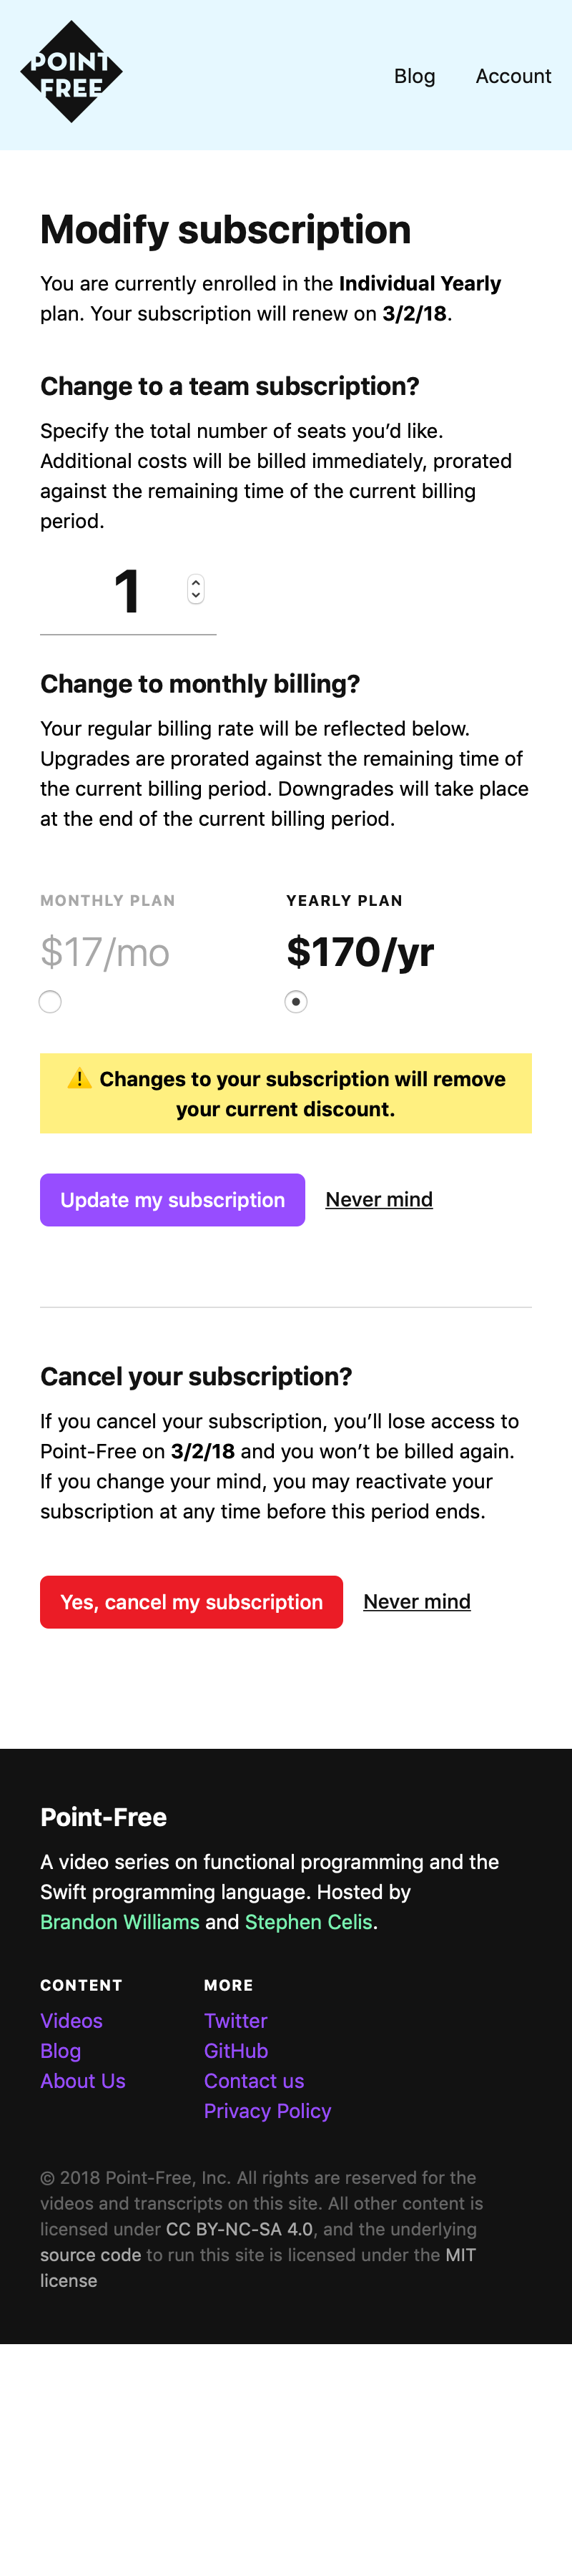 POINT
FREE
Blog Account
Modify subscription
You are currently enrolled in the Individual Yearly
plan. Your subscription will renew on 3/2/18.
Change to a team subscription?
Specify the total number of seats you’d like.
Additional costs will be billed immediately, prorated
against the remaining time of the current billing
period.
1
Change to monthly billing?
Your regular billing rate will be reflected below.
Upgrades are prorated against the remaining time of
the current billing period. Downgrades will take place
at the end of the current billing period.
MONTHLY PLAN YEARLY PLAN
$17/mo $170/yr
⚠️ Changes to your subscription will remove
your current discount.
Update my subscription Never mind
Cancel your subscription?
If you cancel your subscription, you’ll lose access to
Point-Free on 3/2/18 and you won’t be billed again.
If you change your mind, you may reactivate your
subscription at any time before this period ends.
Yes, cancel my subscription Never mind
Point-Free
A video series on functional programming and the
Swift programming language. Hosted by
Brandon Williams and Stephen Celis.
CONTENT MORE
Videos Twitter
Blog GitHub
About Us Contact us
Privacy Policy
© 2018 Point-Free, Inc. All rights are reserved for the
videos and transcripts on this site. All other content is
licensed under CC BY-NC-SA 4.0, and the underlying
source code to run this site is licensed under the MIT
license